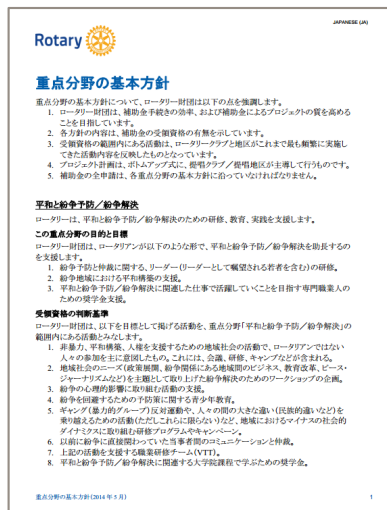 JAPANESE (JA)
Rotary
重点分野の基本方針
重点分野の基本方針について、ロータリー財団は以下の点を強調します。
1. ロータリー財団は、補助金手続きの効率、および補助金によるプロジェクトの質を高める
ことを目指しています。
2. 各方針の内容は、補助金の受領資格の有無を示しています。
3. 受領資格の範囲内にある活動は、ロータリークラブと地区がこれまで最も頻繁に実施し
てきた活動内容を反映したものとなっています。
4. プロジェクト計画は、ボトムアップ式に、提唱クラブ／提唱地区が主導して行うものです。
5. 補助金の全申請は、各重点分野の基本方針に沿っていなければなりません。
平和と紛争予防／紛争解決
ロータリーは、平和と紛争予防／紛争解決のための研修、教育、実践を支援します。
この重点分野の目的と目標
ロータリー財団は、ロータリアンが以下のような形で、平和と紛争予防／紛争解決を助長するの
を支援します。
1. 紛争予防と仲裁に関する、リーダー（リーダーとして嘱望される若者を含む）の研修。
2. 紛争地域における平和構築の支援。
3. 平和と紛争予防／紛争解決に関連した仕事で活躍していくことを目指す専門職業人の
ための奨学金支援。
受領資格の判断基準
ロータリー財団は、以下を目標として掲げる活動を、重点分野「平和と紛争予防／紛争解決」の
範囲内にある活動とみなします。
1. 非暴力、平和構築、人権を支援するための地域社会の活動で、ロータリアンではない
人々の参加を主に意図したもの。これには、会議、研修、キャンプなどが含まれる。
2. 地域社会のニーズ（政策展開、紛争関係にある地域間のビジネス、教育改革、ピース・
ジャーナリズムなど）を主題として取り上げた紛争解決のためのワークショップの企画。
3. 紛争の心理的影響に取り組む活動の支援。
4. 紛争を回避するための予防策に関する青少年教育。
5. ギャング（暴力的グループ）反対運動や、人々の間の大きな違い（民族的違いなど）を
乗り越えるための活動（ただしこれらに限らない）など、地域におけるマイナスの社会的
ダイナミクスに取り組む研修プログラムやキャンペーン。
6. 以前に紛争に直接関わっていた当事者間のコミュニケーションと仲裁。
7. 上記の活動を支援する職業研修チーム（VTT）。
8. 平和と紛争予防／紛争解決に関連する大学院課程で学ぶための奨学金。
重点分野の基本方針（2014 年 5 月） 1